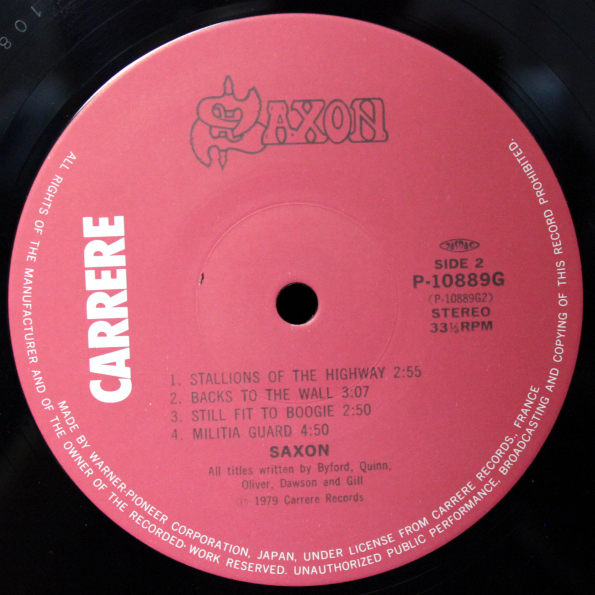 SAXON
CARRERE
SIDE 2
P-10889G
(P-10889G2)
STEREO
33⅓RPM
1. STALLIONS OF THE HIGHWAY 2:55
2. BACKS TO THE WALL 3:07
3. STILL FIT TO BOOGIE 2:50
4. MILITIA GUARD 4:50
SAXON
All titles written by Byford, Quinn,
Oliver, Dawson and Gill
Ⓟ 1979 Carrere Records
ALL RIGHTS OF THE MANUFACTURER AND OF THE OWNER OF THE RECORDED WORK RESERVED. UNAUTHORIZED PUBLIC PERFORMANCE, BROADCASTING AND COPYING OF THIS RECORD PROHIBITED.
MADE BY WARNER-PIONEER CORPORATION, JAPAN, UNDER LICENSE FROM CARRERE RECORDS, FRANCE
108